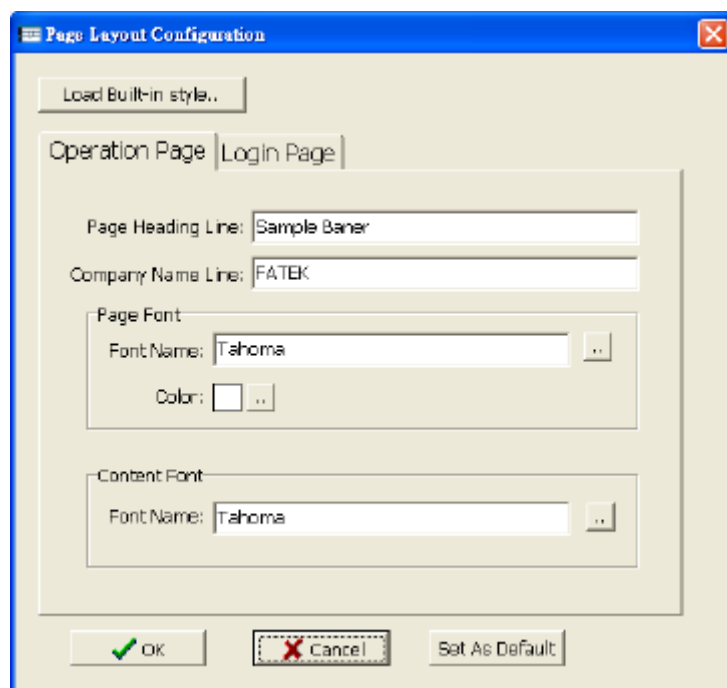 Page Layout Configuration
Load Built-in style..
Operation Page Login Page
Page Heading Line: Sample Baner
Company Name Line: FATEK
Page Font
Font Name: Tahoma ..
Color: ..
Content Font
Font Name: Tahoma ..
OK Cancel Set As Default